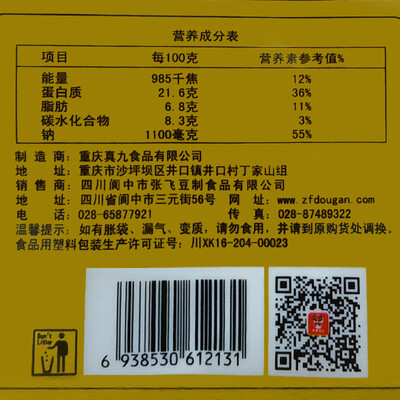 营养成分表
项目 每100克 营养素参考值%
能量 985千焦 12%
蛋白质 21.6克 36%
脂肪 6.8克 11%
碳水化合物 8.3克 3%
钠 1100毫克 55%
制造商：重庆真九食品有限公司
地址：重庆市沙坪坝区井口镇井口村丁家山组
销售商：四川阆中市张飞豆制食品有限公司
地址：四川省阆中市三元街56号 网址：www.zfdougan.com
电话：028-65877921 传真：028-87489322
温馨提示：如有胀袋、漏气、变质，请勿食用，并请到原购货处调换。
食品用塑料包装生产许可证号：川XK16-204-00023
Don't Litter
6 938530 612131